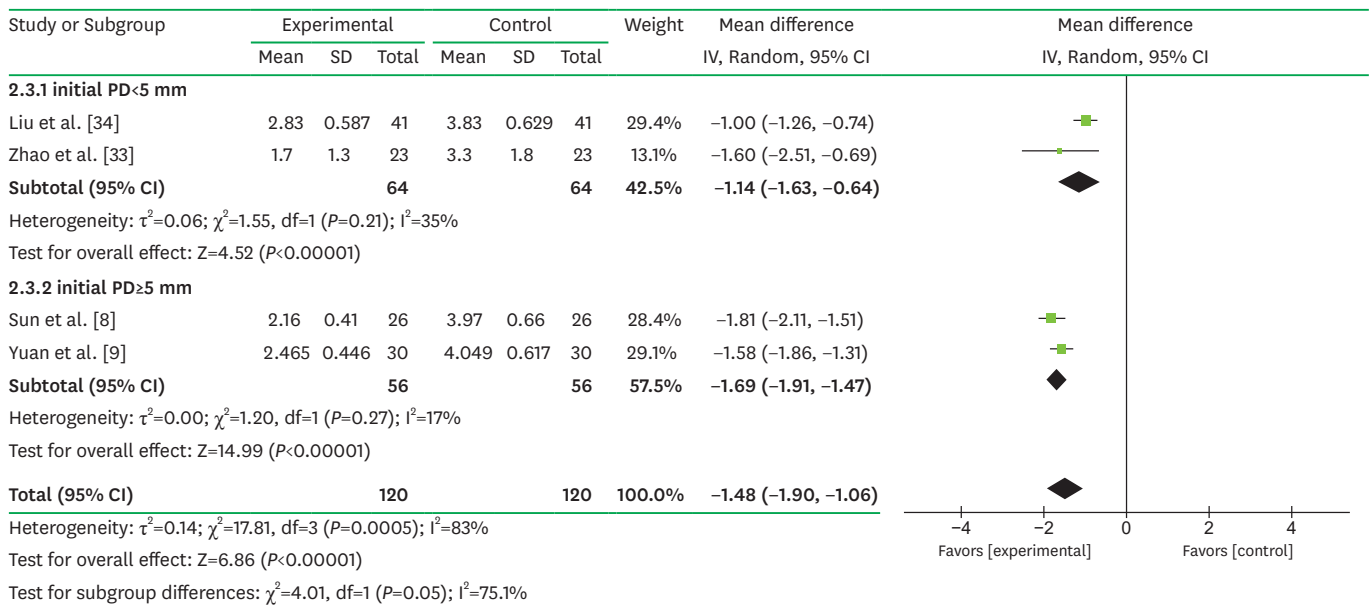 Study or Subgroup Experimental Control Weight Mean difference Mean difference
Mean SD Total Mean SD Total IV, Random, 95% CI IV, Random, 95% CI
2.3.1 initial PD<5 mm
Liu et al. [34] 2.83 0.587 41 3.83 0.629 41 29.4% −1.00 (−1.26, −0.74)
Zhao et al. [33] 1.7 1.3 23 3.3 1.8 23 13.1% −1.60 (−2.51, −0.69)
Subtotal (95% CI) 64 64 42.5% −1.14 (−1.63, −0.64)
Heterogeneity: τ²=0.06; χ²=1.55, df=1 (P=0.21); I²=35%
Test for overall effect: Z=4.52 (P<0.00001)
2.3.2 initial PD≥5 mm
Sun et al. [8] 2.16 0.41 26 3.97 0.66 26 28.4% −1.81 (−2.11, −1.51)
Yuan et al. [9] 2.465 0.446 30 4.049 0.617 30 29.1% −1.58 (−1.86, −1.31)
Subtotal (95% CI) 56 56 57.5% −1.69 (−1.91, −1.47)
Heterogeneity: τ²=0.00; χ²=1.20, df=1 (P=0.27); I²=17%
Test for overall effect: Z=14.99 (P<0.00001)
Total (95% CI) 120 120 100.0% −1.48 (−1.90, −1.06)
Heterogeneity: τ²=0.14; χ²=17.81, df=3 (P=0.0005); I²=83%
Test for overall effect: Z=6.86 (P<0.00001)
Test for subgroup differences: χ²=4.01, df=1 (P=0.05); I²=75.1%
−4 −2 0 2 4
Favors [experimental] Favors [control]